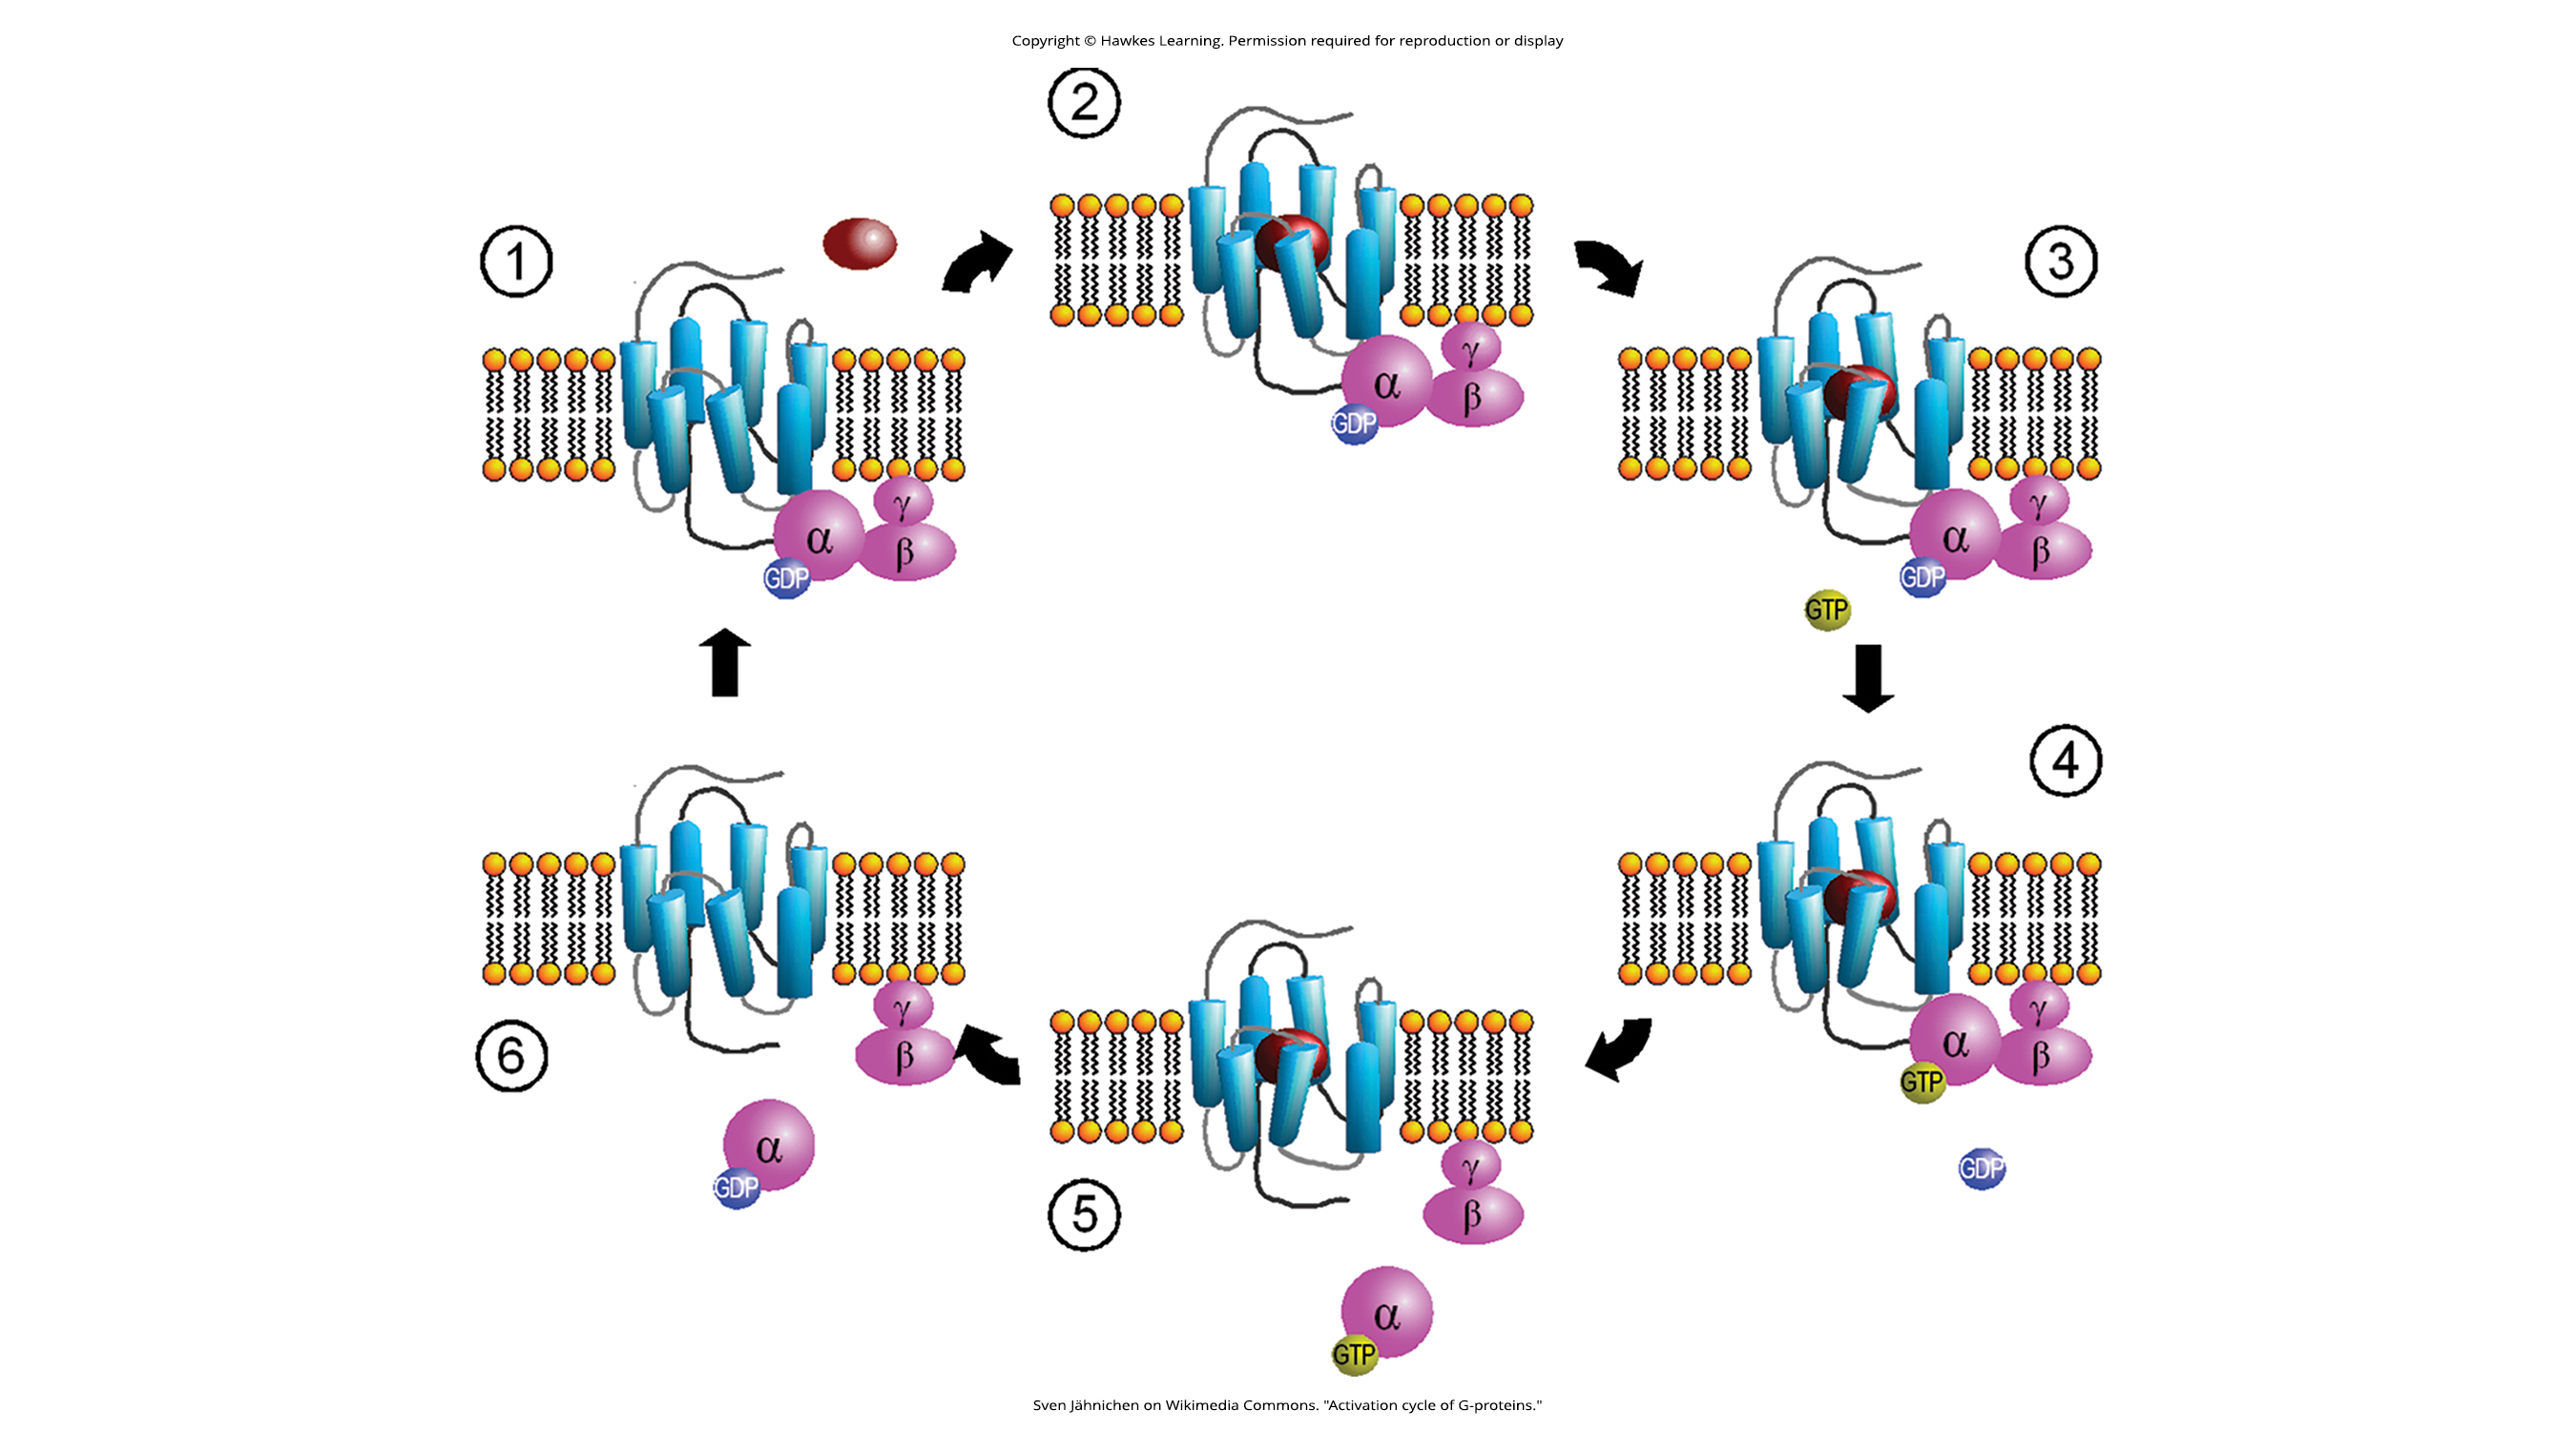 Copyright © Hawkes Learning. Permission required for reproduction or display
1
α
γ
β
GDP
2
α
γ
β
GDP
3
α
γ
β
GDP
GTP
4
α
γ
β
GTP
GDP
5
γ
β
α
GTP
6
γ
β
α
GDP
Sven Jähnichen on Wikimedia Commons. "Activation cycle of G-proteins."